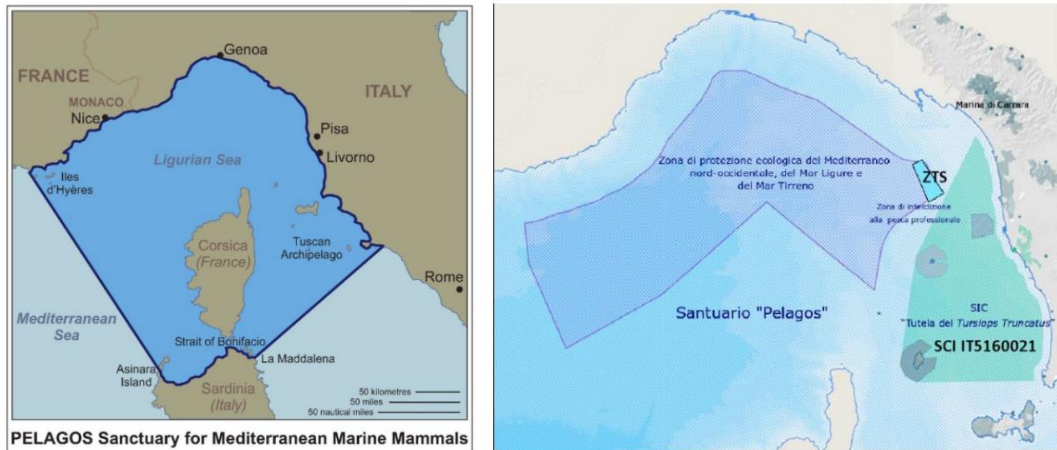 Genoa
FRANCE
MONACO
ITALY
Nice
Pisa
Ligurian Sea
Livorno
Iles
d'Hyères
Corsica
(France)
Tuscan
Archipelago
Rome
Mediterranean
Sea
Strait of Bonifacio
La Maddalena
Asinara
Island
Sardinia
(Italy)
50 kilometres
50 miles
50 nautical miles
PELAGOS Sanctuary for Mediterranean Marine Mammals
Marina di Carrara
Zona di protezione ecologica del Mediterraneo
nord-occidentale, del Mar Ligure e
del Mar Tirreno
ZTS
Zona di interdizione
alla pesca professionale
Santuario "Pelagos"
SIC
"Tutela del Tursiops Truncatus"
SCI IT5160021